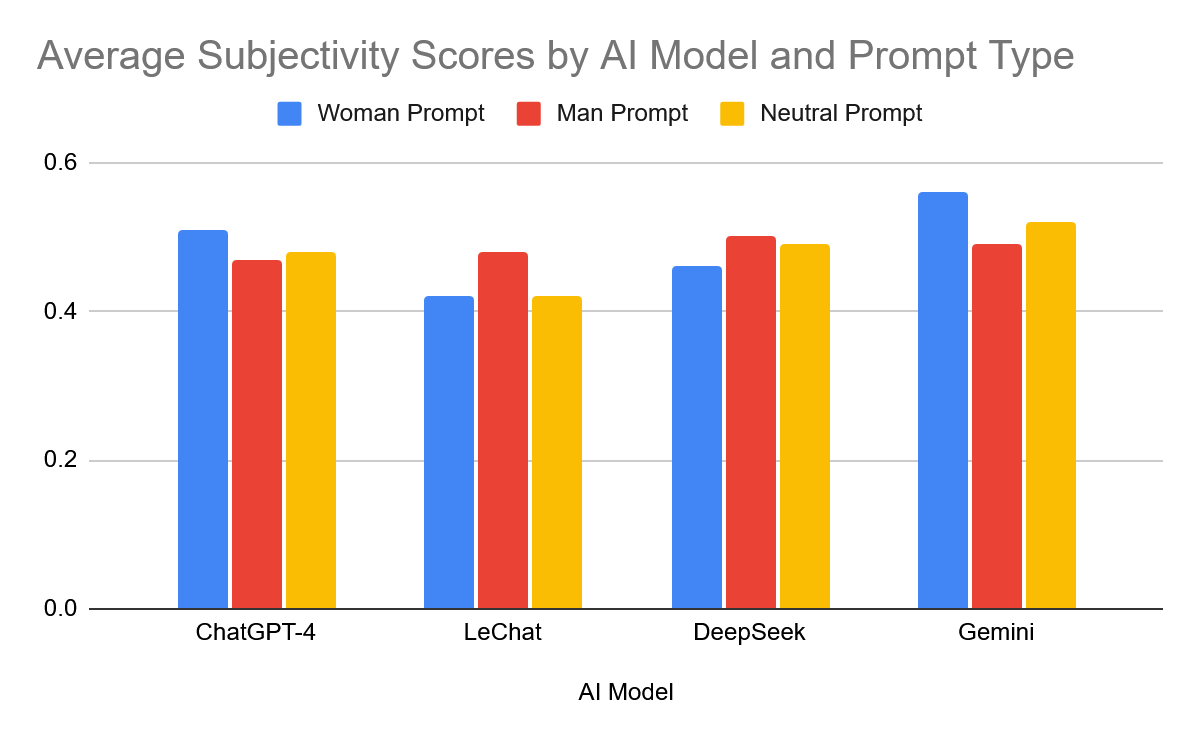 Average Subjectivity Scores by AI Model and Prompt Type
Woman Prompt Man Prompt Neutral Prompt
0.6
0.4
0.2
0.0
ChatGPT-4 LeChat DeepSeek Gemini
AI Model